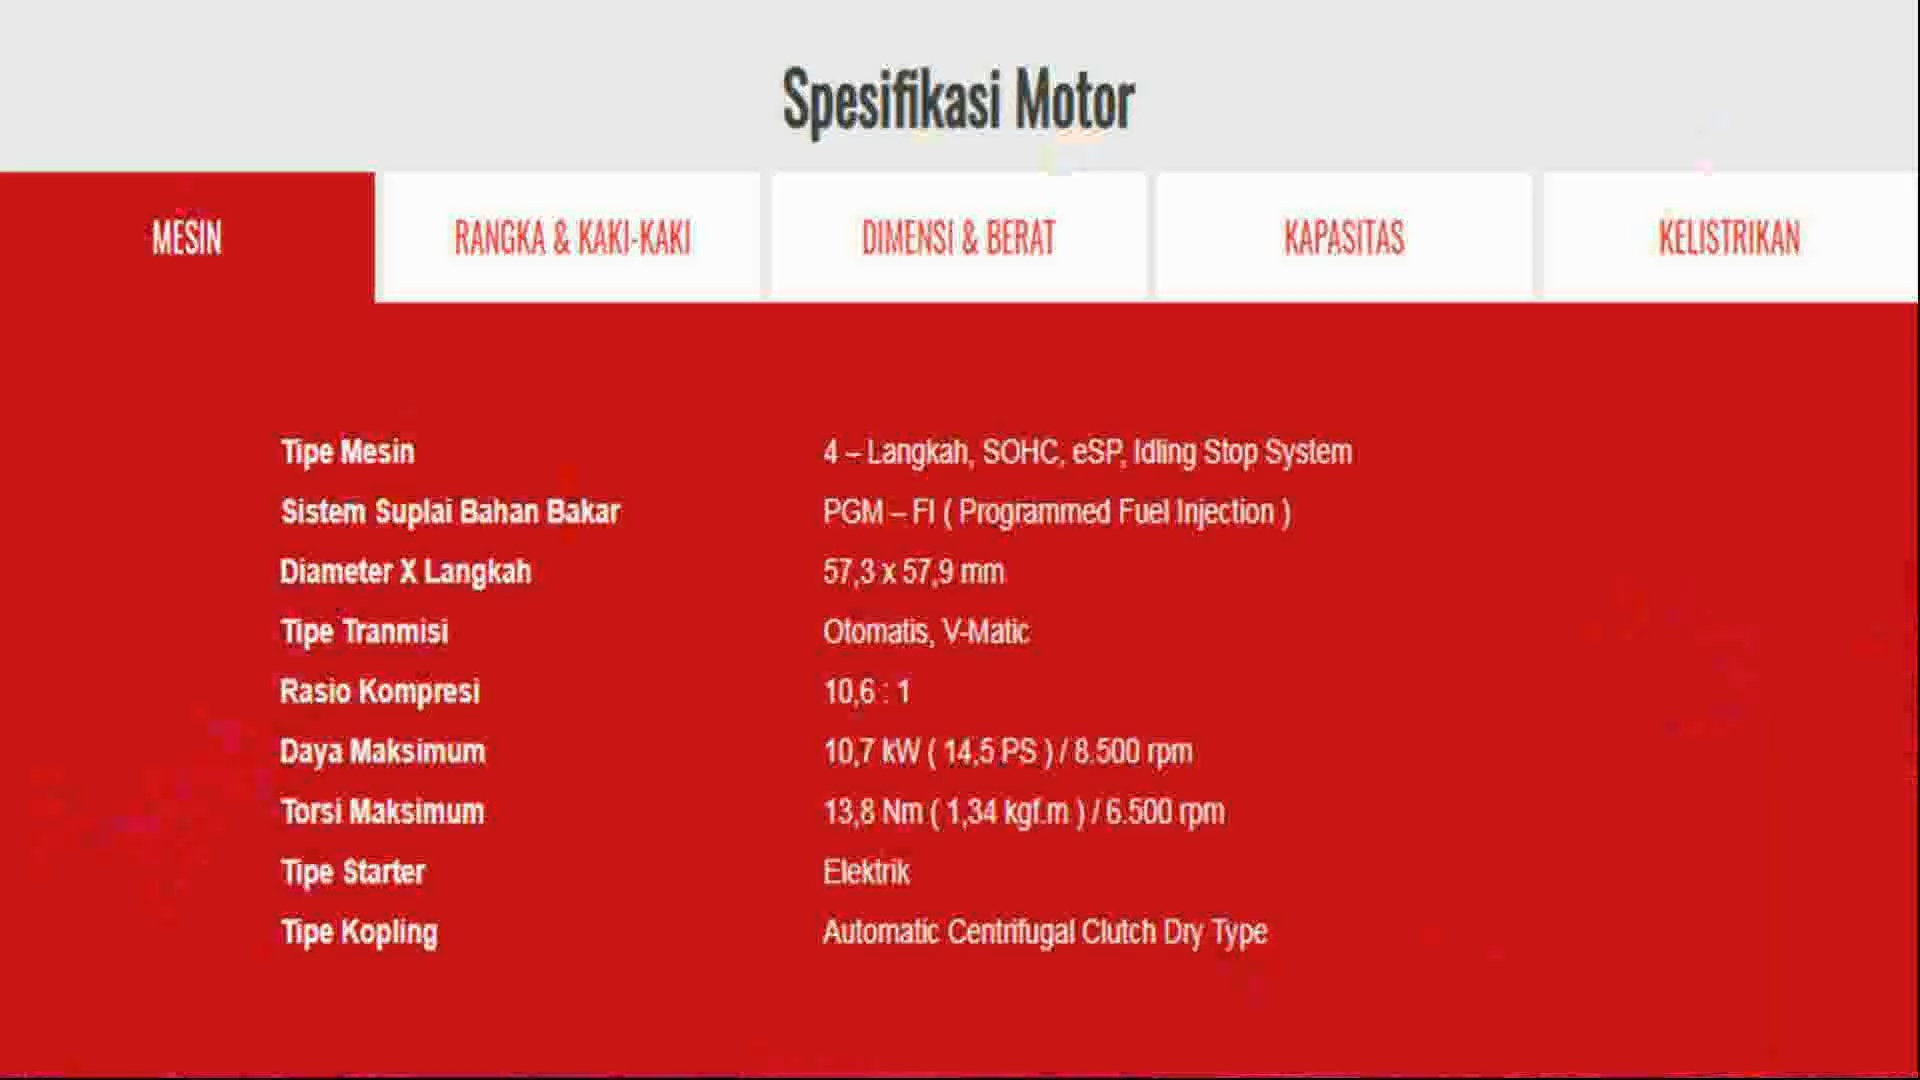 Spesifikasi Motor
MESIN RANGKA & KAKI-KAKI DIMENSI & BERAT KAPASITAS KELISTRIKAN
Tipe Mesin 4 – Langkah, SOHC, eSP, Idling Stop System
Sistem Suplai Bahan Bakar PGM – FI ( Programmed Fuel Injection )
Diameter X Langkah 57,3 x 57,9 mm
Tipe Tranmisi Otomatis, V-Matic
Rasio Kompresi 10,6 : 1
Daya Maksimum 10,7 kW ( 14,5 PS ) / 8.500 rpm
Torsi Maksimum 13,8 Nm ( 1,34 kgf.m ) / 6.500 rpm
Tipe Starter Elektrik
Tipe Kopling Automatic Centrifugal Clutch Dry Type